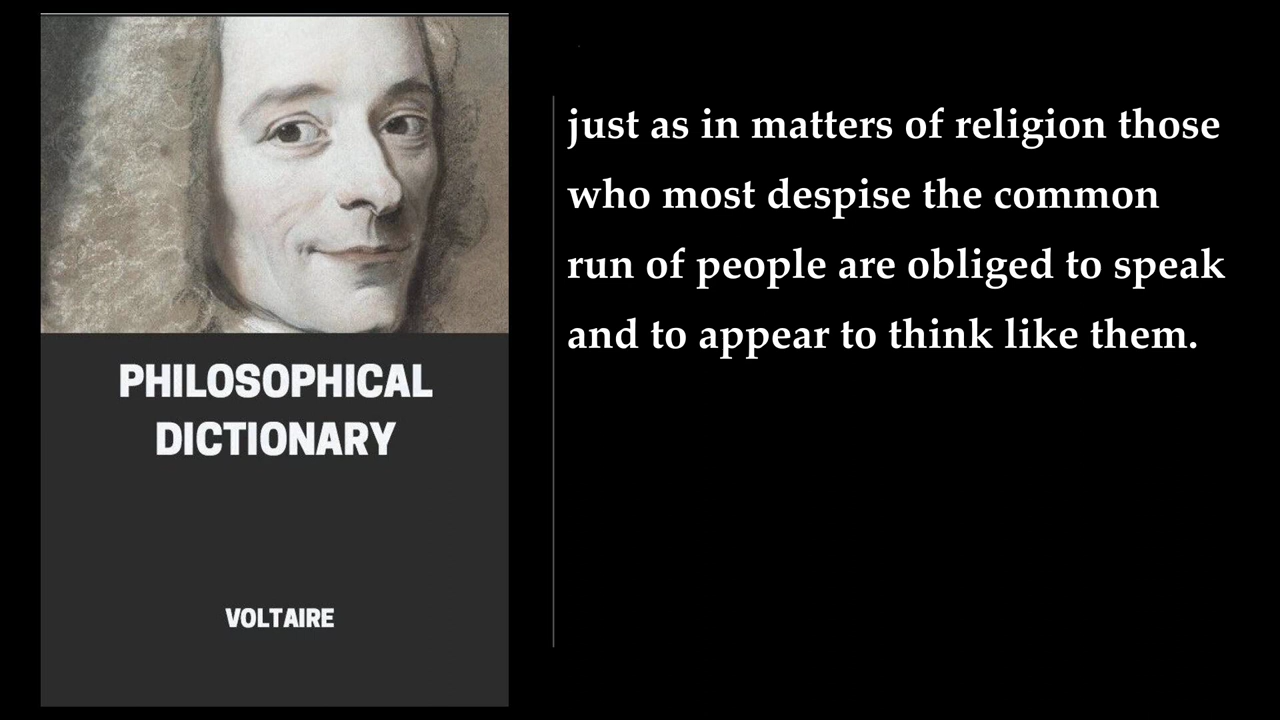 PHILOSOPHICAL
DICTIONARY
VOLTAIRE
just as in matters of religion those
who most despise the common
run of people are obliged to speak
and to appear to think like them.